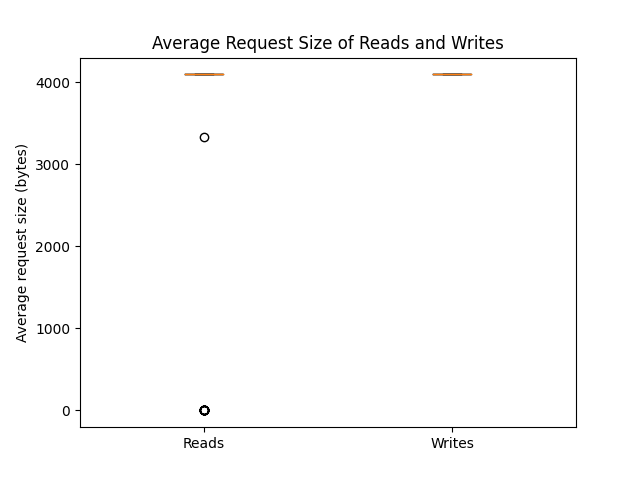 Average Request Size of Reads and Writes
Average request size (bytes)
4000
3000
2000
1000
0
Reads
Writes